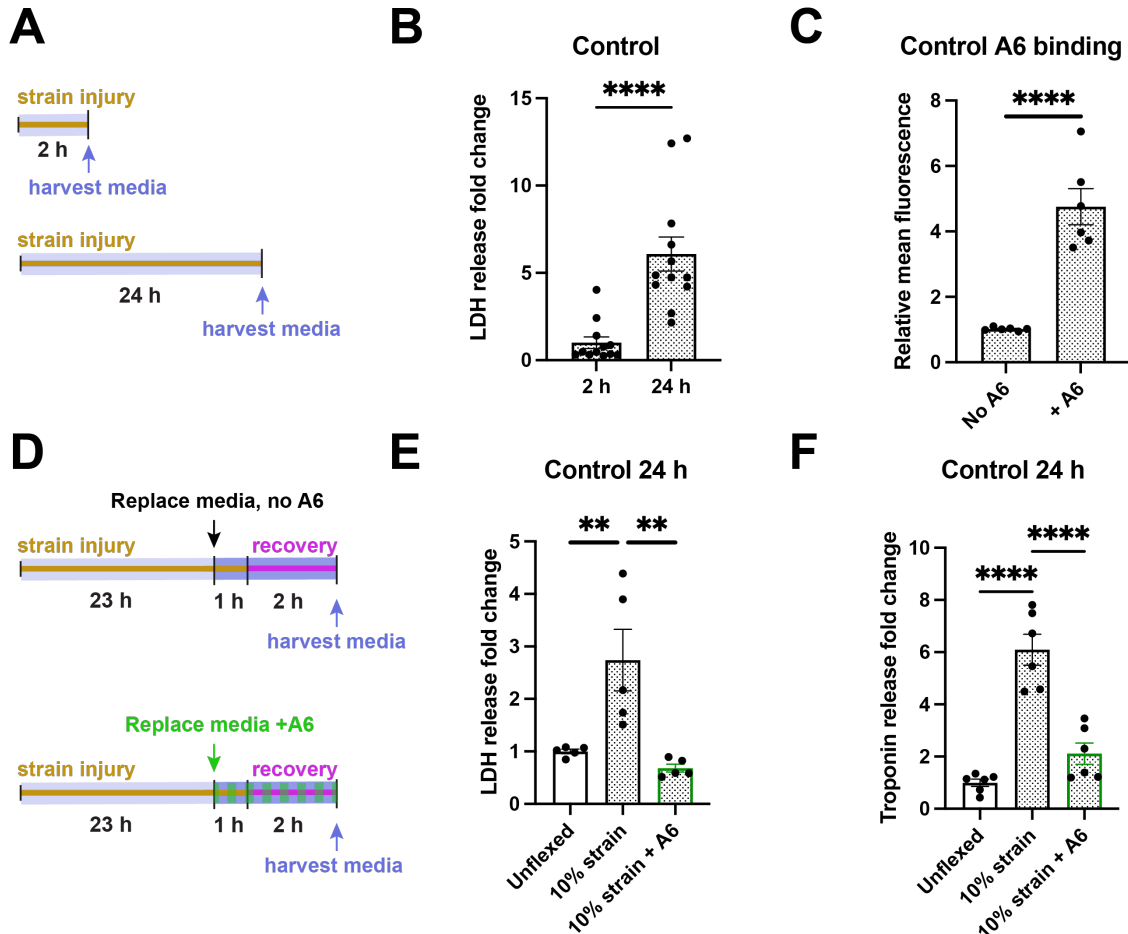 A
strain injury
2 h
harvest media
strain injury
24 h
harvest media
B
Control
****
LDH release fold change
15
10
5
0
2 h
24 h
C
Control A6 binding
****
Relative mean fluorescence
8
6
4
2
0
No A6
+ A6
D
Replace media, no A6
strain injury
recovery
23 h
1 h
2 h
harvest media
Replace media +A6
strain injury
recovery
23 h
1 h
2 h
harvest media
E
Control 24 h
**
**
LDH release fold change
5
4
3
2
1
0
Unflexed
10% strain
10% strain + A6
F
Control 24 h
****
****
Troponin release fold change
10
8
6
4
2
0
Unflexed
10% strain
10% strain + A6